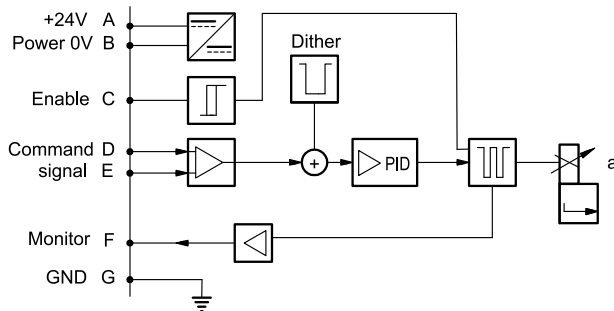 +24V A
Power 0V B
Dither
Enable C
Command D
signal E
+
PID
a
Monitor F
GND G